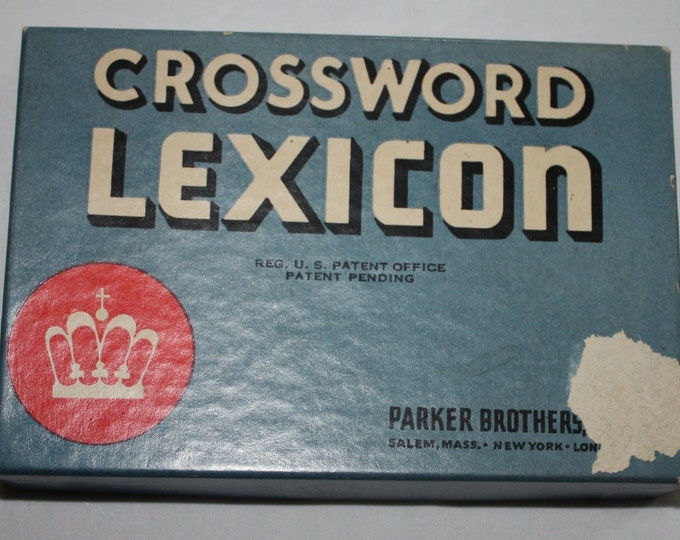 CROSSWORD
LEXICON
REG. U. S. PATENT OFFICE
PATENT PENDING
PARKER BROTHERS,
SALEM, MASS. • NEW YORK •